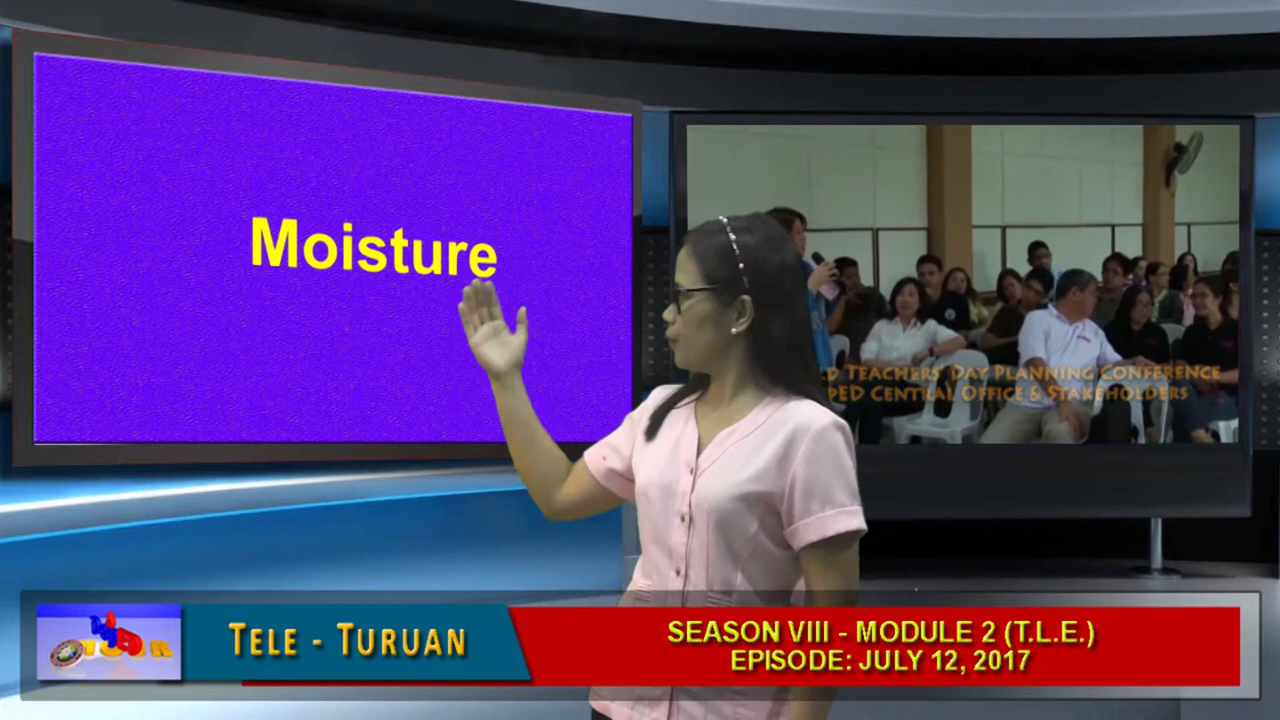 Moisture
TEACHERS' DAY PLANNING CONFERENCE
CENTRAL OFFICE & STAKEHOLDERS
TELE - TURUAN
SEASON VIII - MODULE 2 (T.L.E.)
EPISODE: JULY 12, 2017